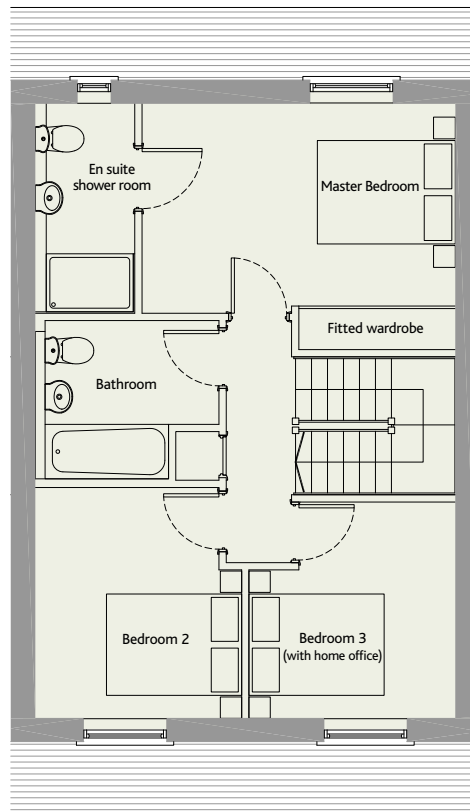 En suite
shower room
Master Bedroom
Fitted wardrobe
Bathroom
Bedroom 2
Bedroom 3
(with home office)